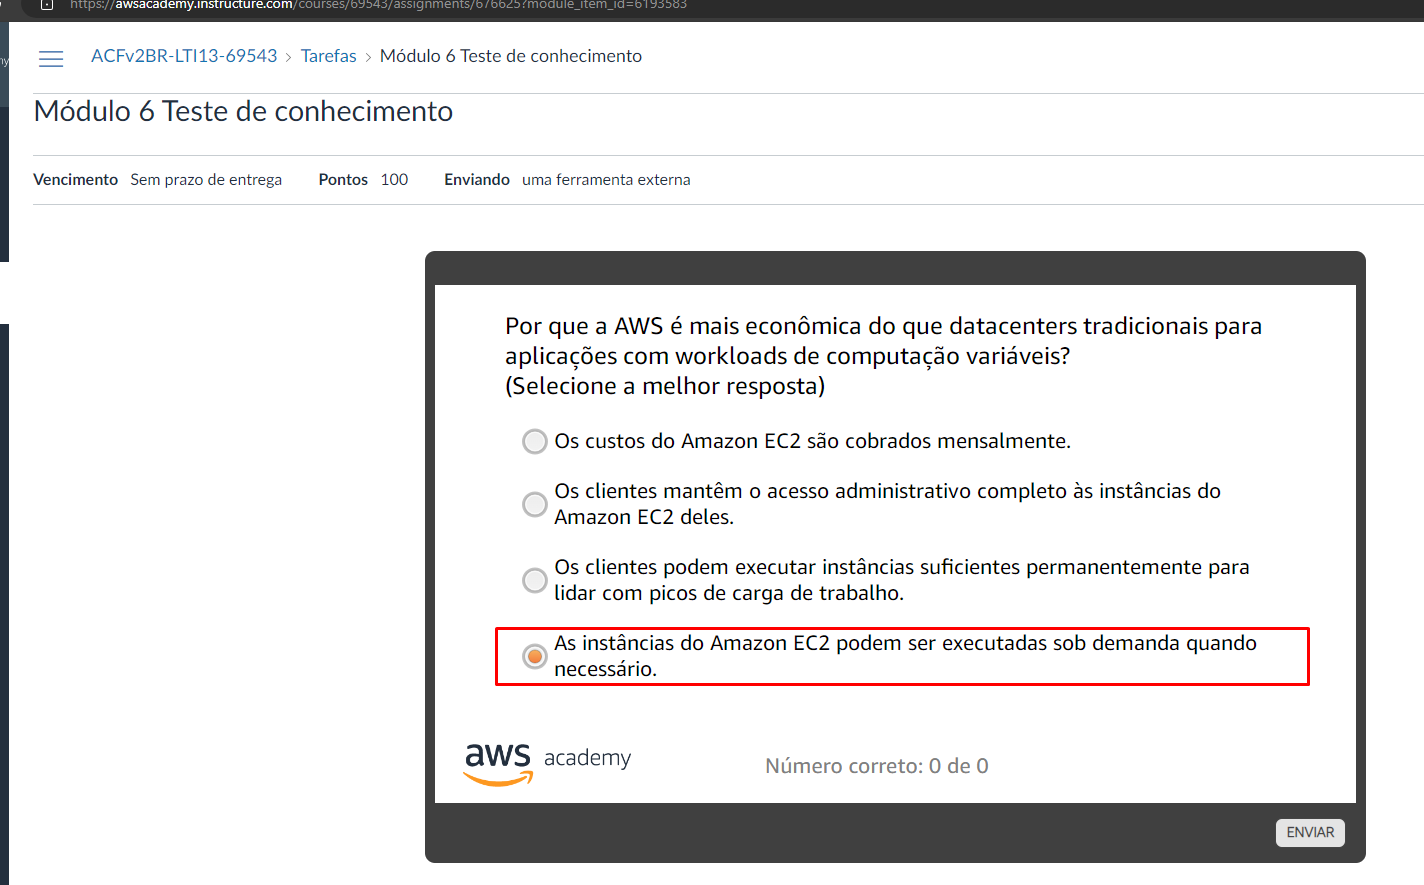 https://awsacademy.instructure.com/courses/69543/assignments/676625?module_item_id=6193583
ACFv2BR-LTI13-69543 > Tarefas > Módulo 6 Teste de conhecimento
Módulo 6 Teste de conhecimento
Vencimento Sem prazo de entrega Pontos 100 Enviando uma ferramenta externa
Por que a AWS é mais econômica do que datacenters tradicionais para
aplicações com workloads de computação variáveis?
(Selecione a melhor resposta)
Os custos do Amazon EC2 são cobrados mensalmente.
Os clientes mantêm o acesso administrativo completo às instâncias do
Amazon EC2 deles.
Os clientes podem executar instâncias suficientes permanentemente para
lidar com picos de carga de trabalho.
As instâncias do Amazon EC2 podem ser executadas sob demanda quando
necessário.
aws academy
Número correto: 0 de 0
ENVIAR